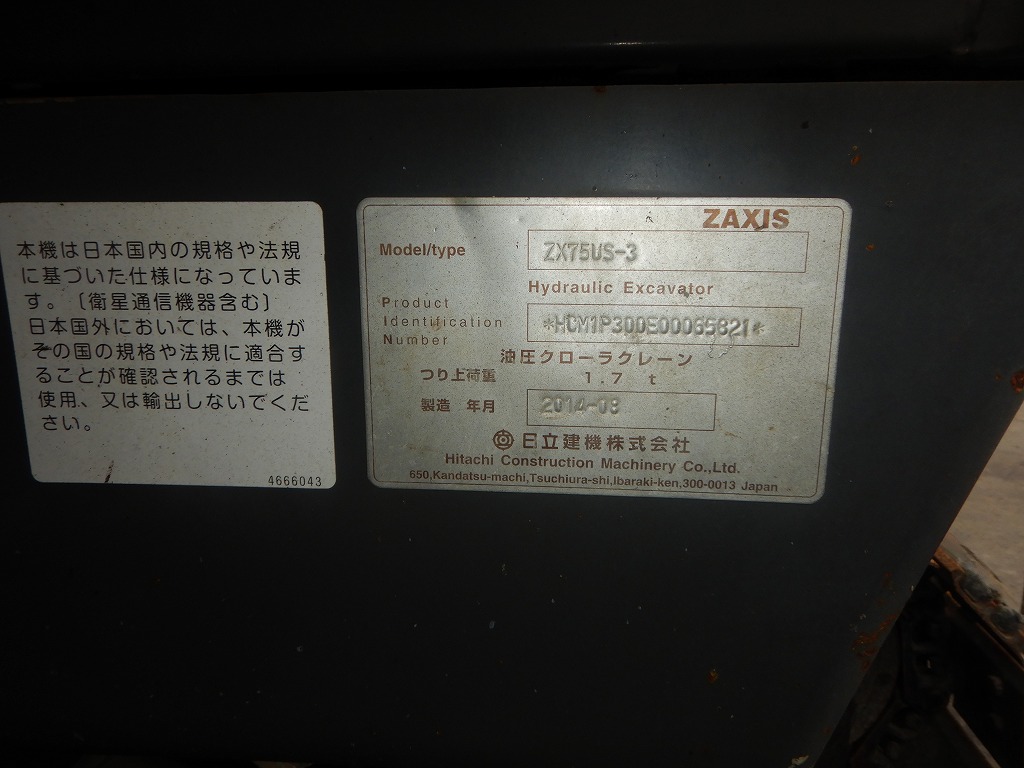 本機は日本国内の規格や法規
に基づいた仕様になっていま
す。〔衛星通信機器含む〕
日本国外においては、本機が
その国の規格や法規に適合す
ることが確認されるまでは
使用、又は輸出しないでくだ
さい。
4666043
ZAXIS
Model/type ZX75US-3
Hydraulic Excavator
Product
Identification
Number
*HCM1P300E00065821*
油圧クローラクレーン
つり上荷重 1.7 t
製造 年月 2014-08
日立建機株式会社
Hitachi Construction Machinery Co.,Ltd.
650,Kandatsu-machi,Tsuchiura-shi,Ibaraki-ken,300-0013 Japan